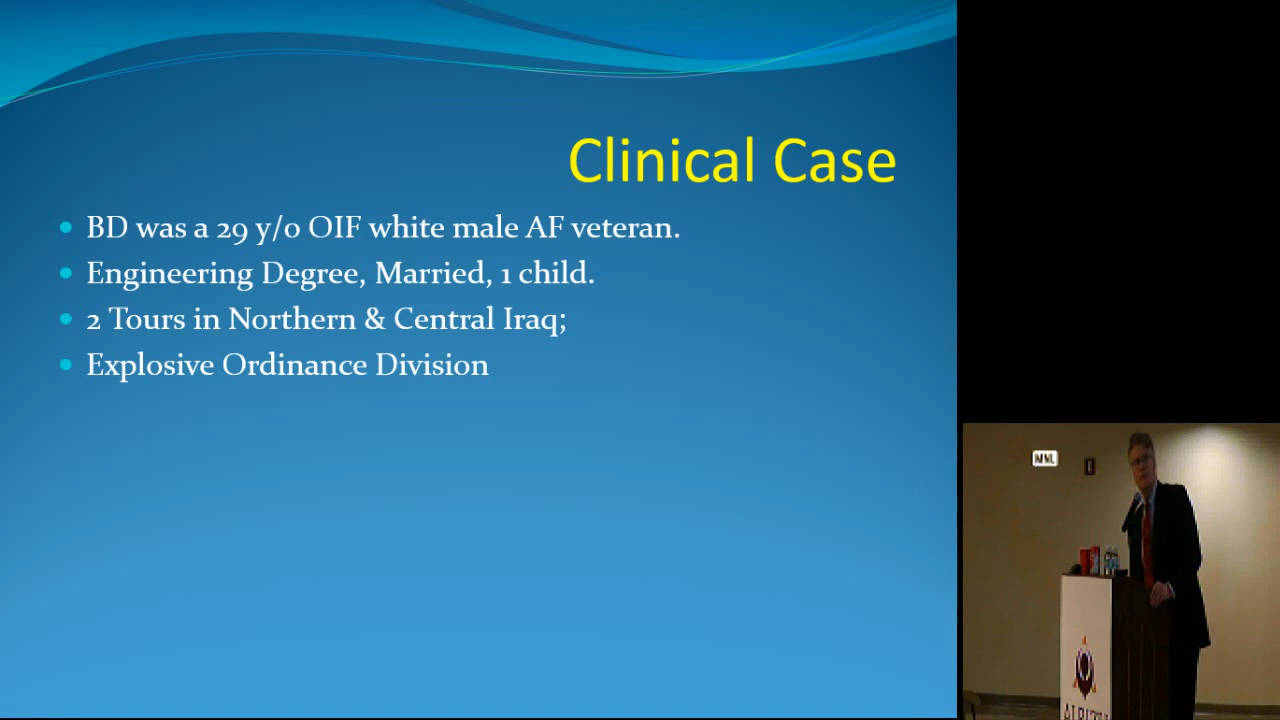 Clinical Case
BD was a 29 y/o OIF white male AF veteran.
Engineering Degree, Married, 1 child.
2 Tours in Northern & Central Iraq;
Explosive Ordinance Division
MNL